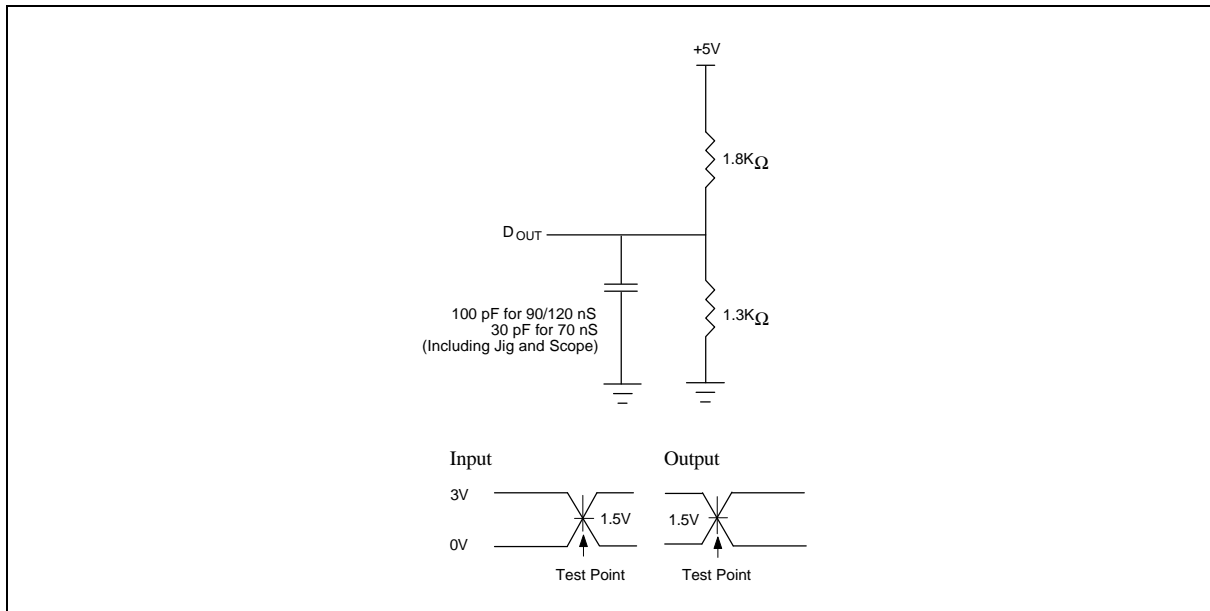 +5V
1.8KΩ
D OUT
100 pF for 90/120 nS
30 pF for 70 nS
(Including Jig and Scope)
1.3KΩ
Input
Output
3V
1.5V
1.5V
0V
Test Point
Test Point